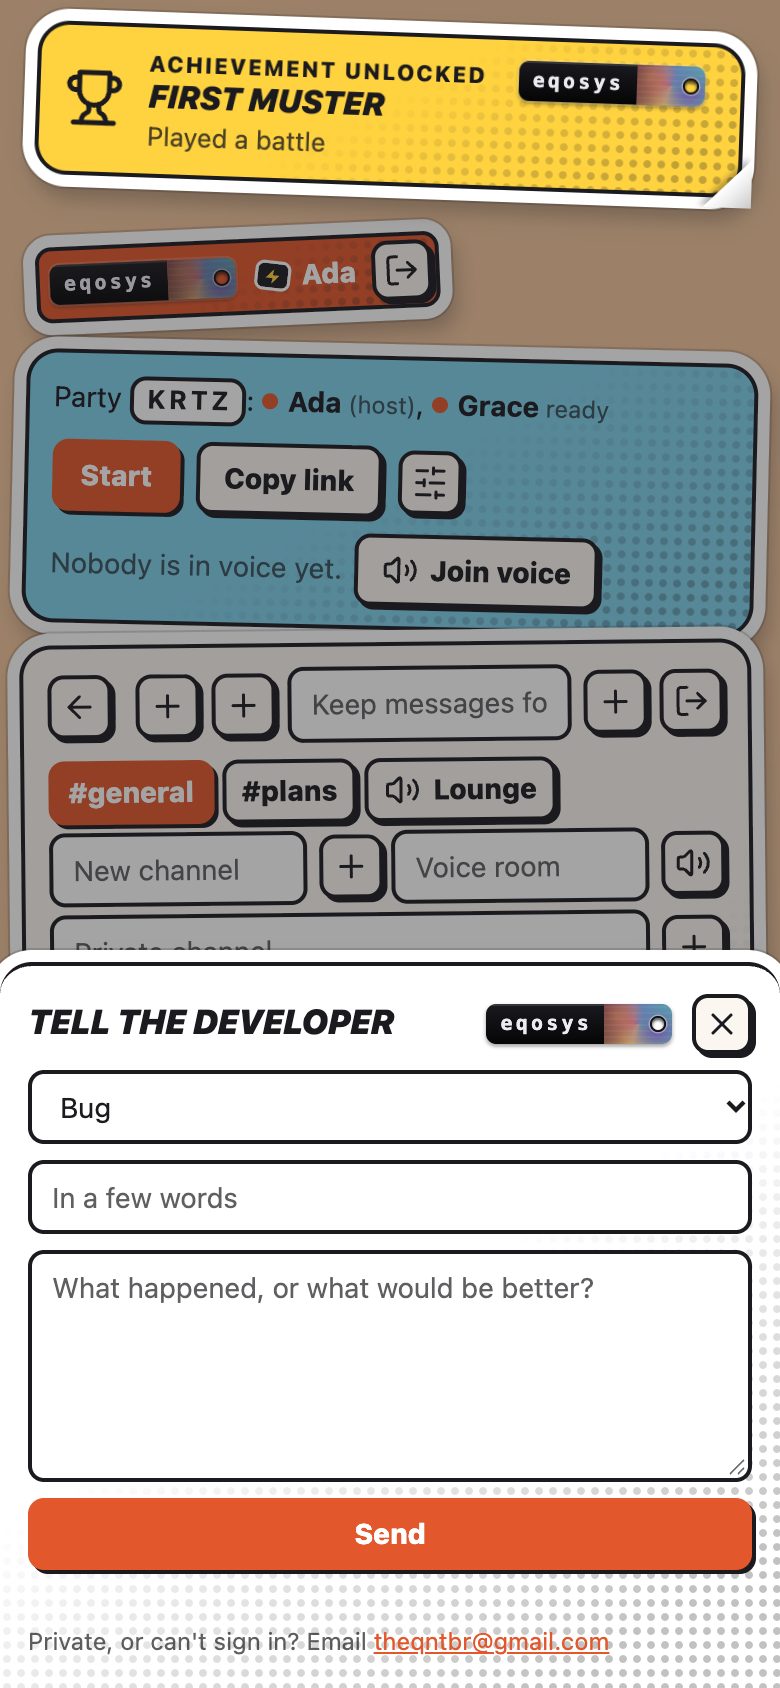 ACHIEVEMENT UNLOCKED
eqosys
FIRST MUSTER
Played a battle
eqosys
Ada
Party KRTZ: Ada (host), Grace ready
Start
Copy link
Nobody is in voice yet.
Join voice
Keep messages fo
#general
#plans
Lounge
New channel
Voice room
Private channel
TELL THE DEVELOPER
eqosys
Bug
In a few words
What happened, or what would be better?
Send
Private, or can't sign in? Email theqntbr@gmail.com